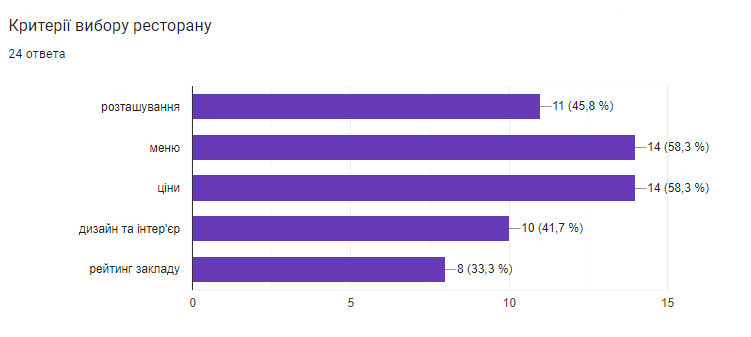 Критерії вибору ресторану
24 ответа
розташування
11 (45,8 %)
меню
14 (58,3 %)
ціни
14 (58,3 %)
дизайн та інтер'єр
10 (41,7 %)
рейтинг закладу
8 (33,3 %)
0 5 10 15